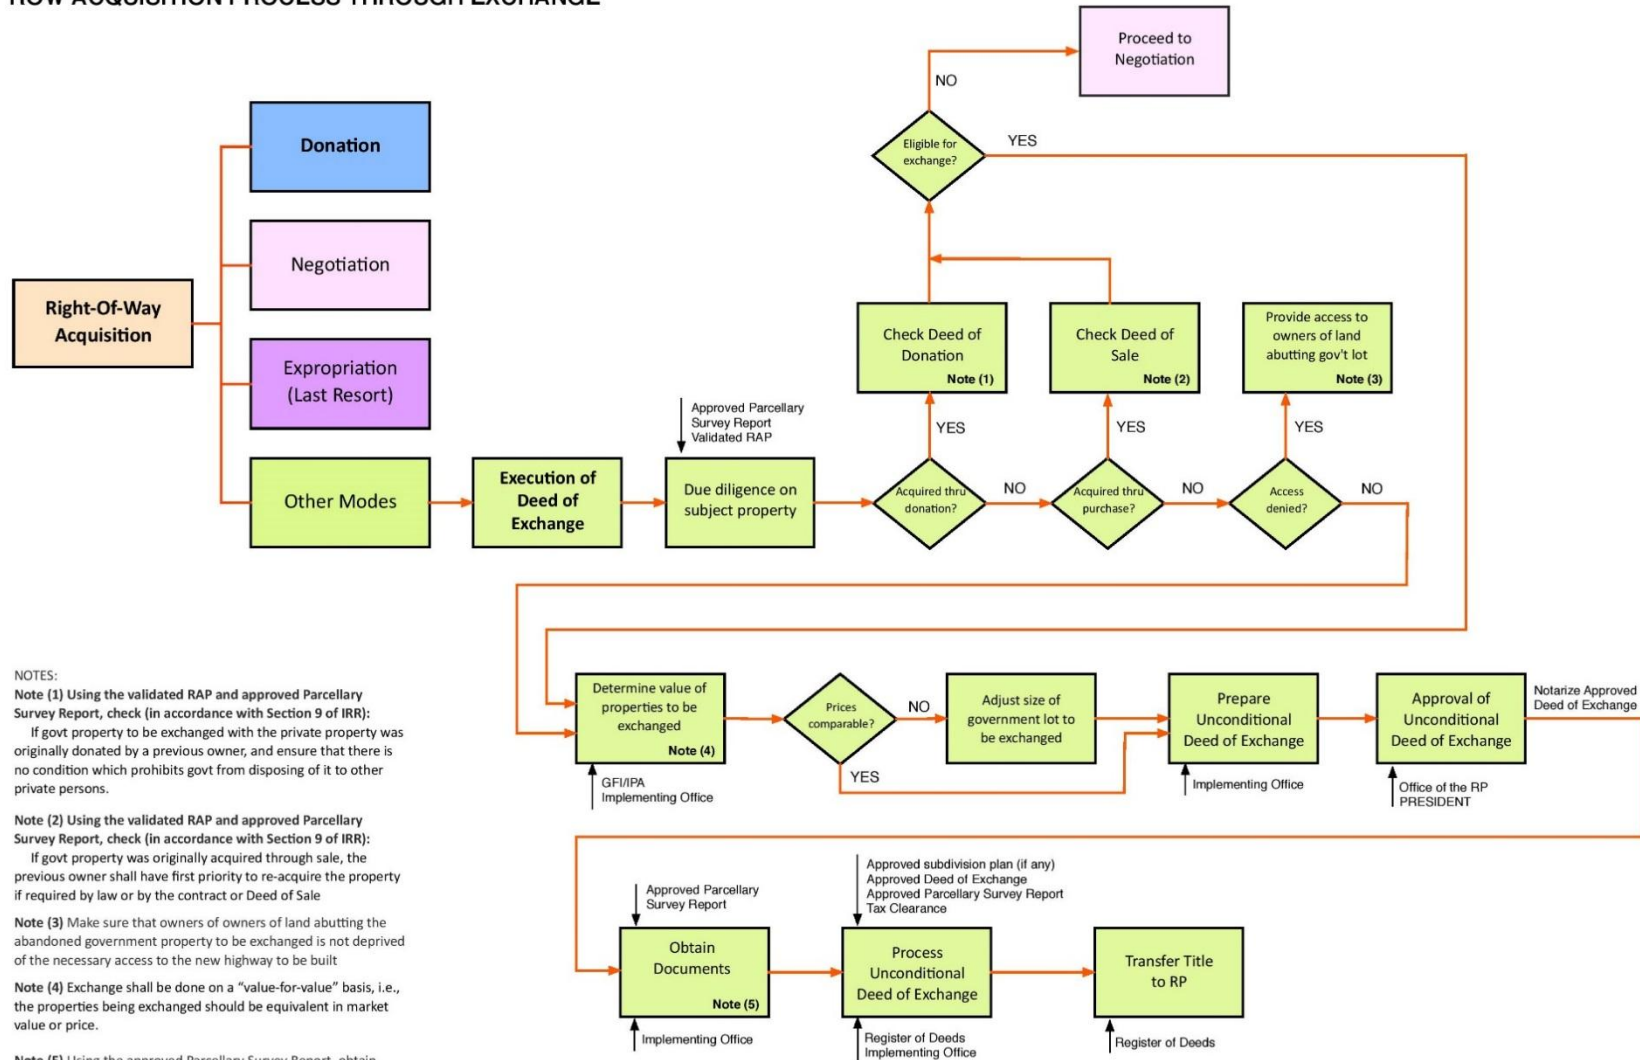 ROW ACQUISITION PROCESS THROUGH EXCHANGE
Proceed to
Negotiation
NO
Eligible for
exchange?
YES
Donation
Negotiation
Right-Of-Way
Acquisition
Expropriation
(Last Resort)
Other Modes
Execution of
Deed of
Exchange
Approved Parcellary
Survey Report
Validated RAP
Due diligence on
subject property
Check Deed of
Donation
Note (1)
Check Deed of
Sale
Note (2)
Provide access to
owners of land
abutting gov't lot
Note (3)
YES
YES
YES
Acquired thru
donation?
NO
Acquired thru
purchase?
NO
Access
denied?
NO
Determine value of
properties to be
exchanged
Note (4)
GFI/IPA
Implementing Office
Prices
comparable?
NO
YES
Adjust size of
government lot to
be exchanged
Prepare
Unconditional
Deed of Exchange
Implementing Office
Approval of
Unconditional
Deed of Exchange
Office of the RP
PRESIDENT
Notarize Approved
Deed of Exchange
Approved Parcellary
Survey Report
Obtain
Documents
Note (5)
Implementing Office
Approved subdivision plan (if any)
Approved Deed of Exchange
Approved Parcellary Survey Report
Tax Clearance
Process
Unconditional
Deed of Exchange
Register of Deeds
Implementing Office
Transfer Title
to RP
Register of Deeds
NOTES:
Note (1) Using the validated RAP and approved Parcellary
Survey Report, check (in accordance with Section 9 of IRR):
If govt property to be exchanged with the private property was
originally donated by a previous owner, and ensure that there is
no condition which prohibits govt from disposing of it to other
private persons.
Note (2) Using the validated RAP and approved Parcellary
Survey Report, check (in accordance with Section 9 of IRR):
If govt property was originally acquired through sale, the
previous owner shall have first priority to re-acquire the property
if required by law or by the contract or Deed of Sale
Note (3) Make sure that owners of owners of land abutting the
abandoned government property to be exchanged is not deprived
of the necessary access to the new highway to be built
Note (4) Exchange shall be done on a “value-for-value” basis, i.e.,
the properties being exchanged should be equivalent in market
value or price.
Note (5) Using the approved Parcellary Survey Report, obtain